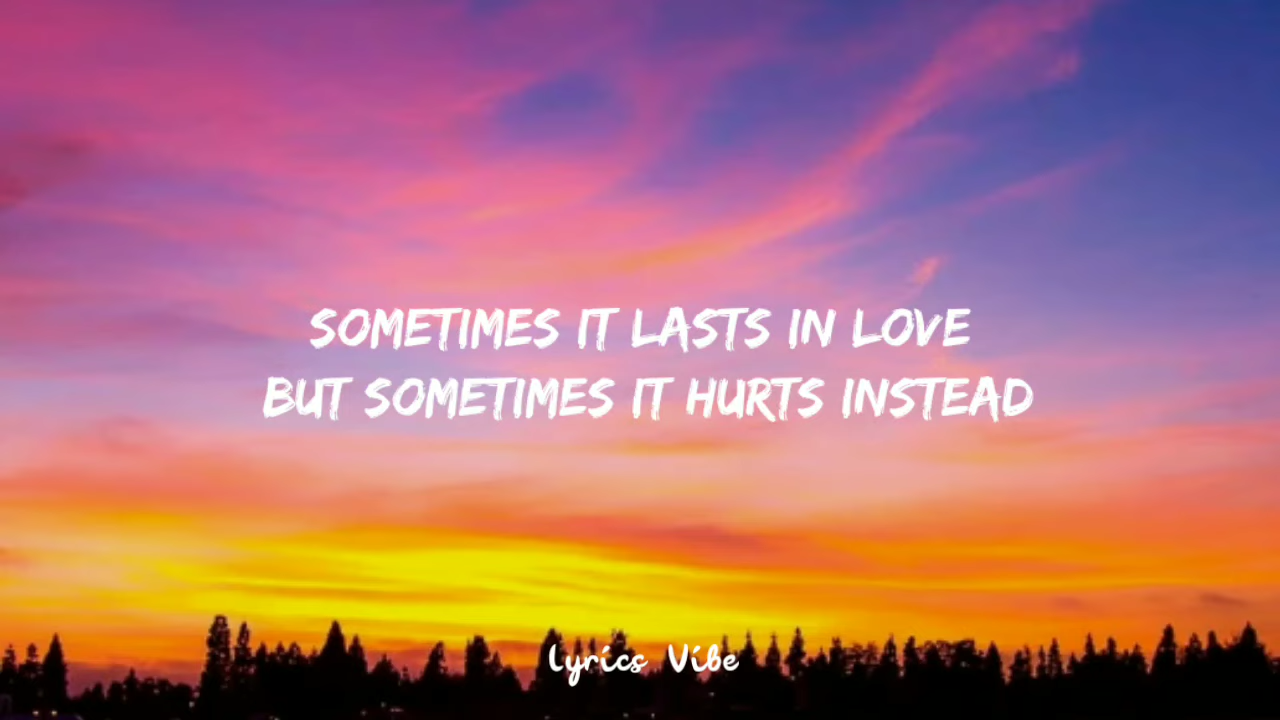 SOMETIMES IT LASTS IN LOVE
BUT SOMETIMES IT HURTS INSTEAD
Lyrics Vibe